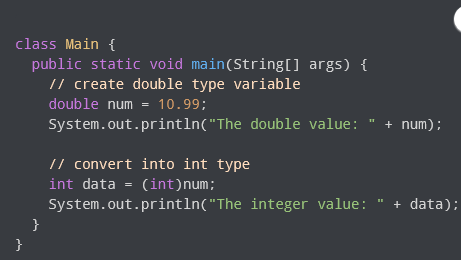 class Main {
  public static void main(String[] args) {
    // create double type variable
    double num = 10.99;
    System.out.println("The double value: " + num);

    // convert into int type
    int data = (int)num;
    System.out.println("The integer value: " + data);
  }
}